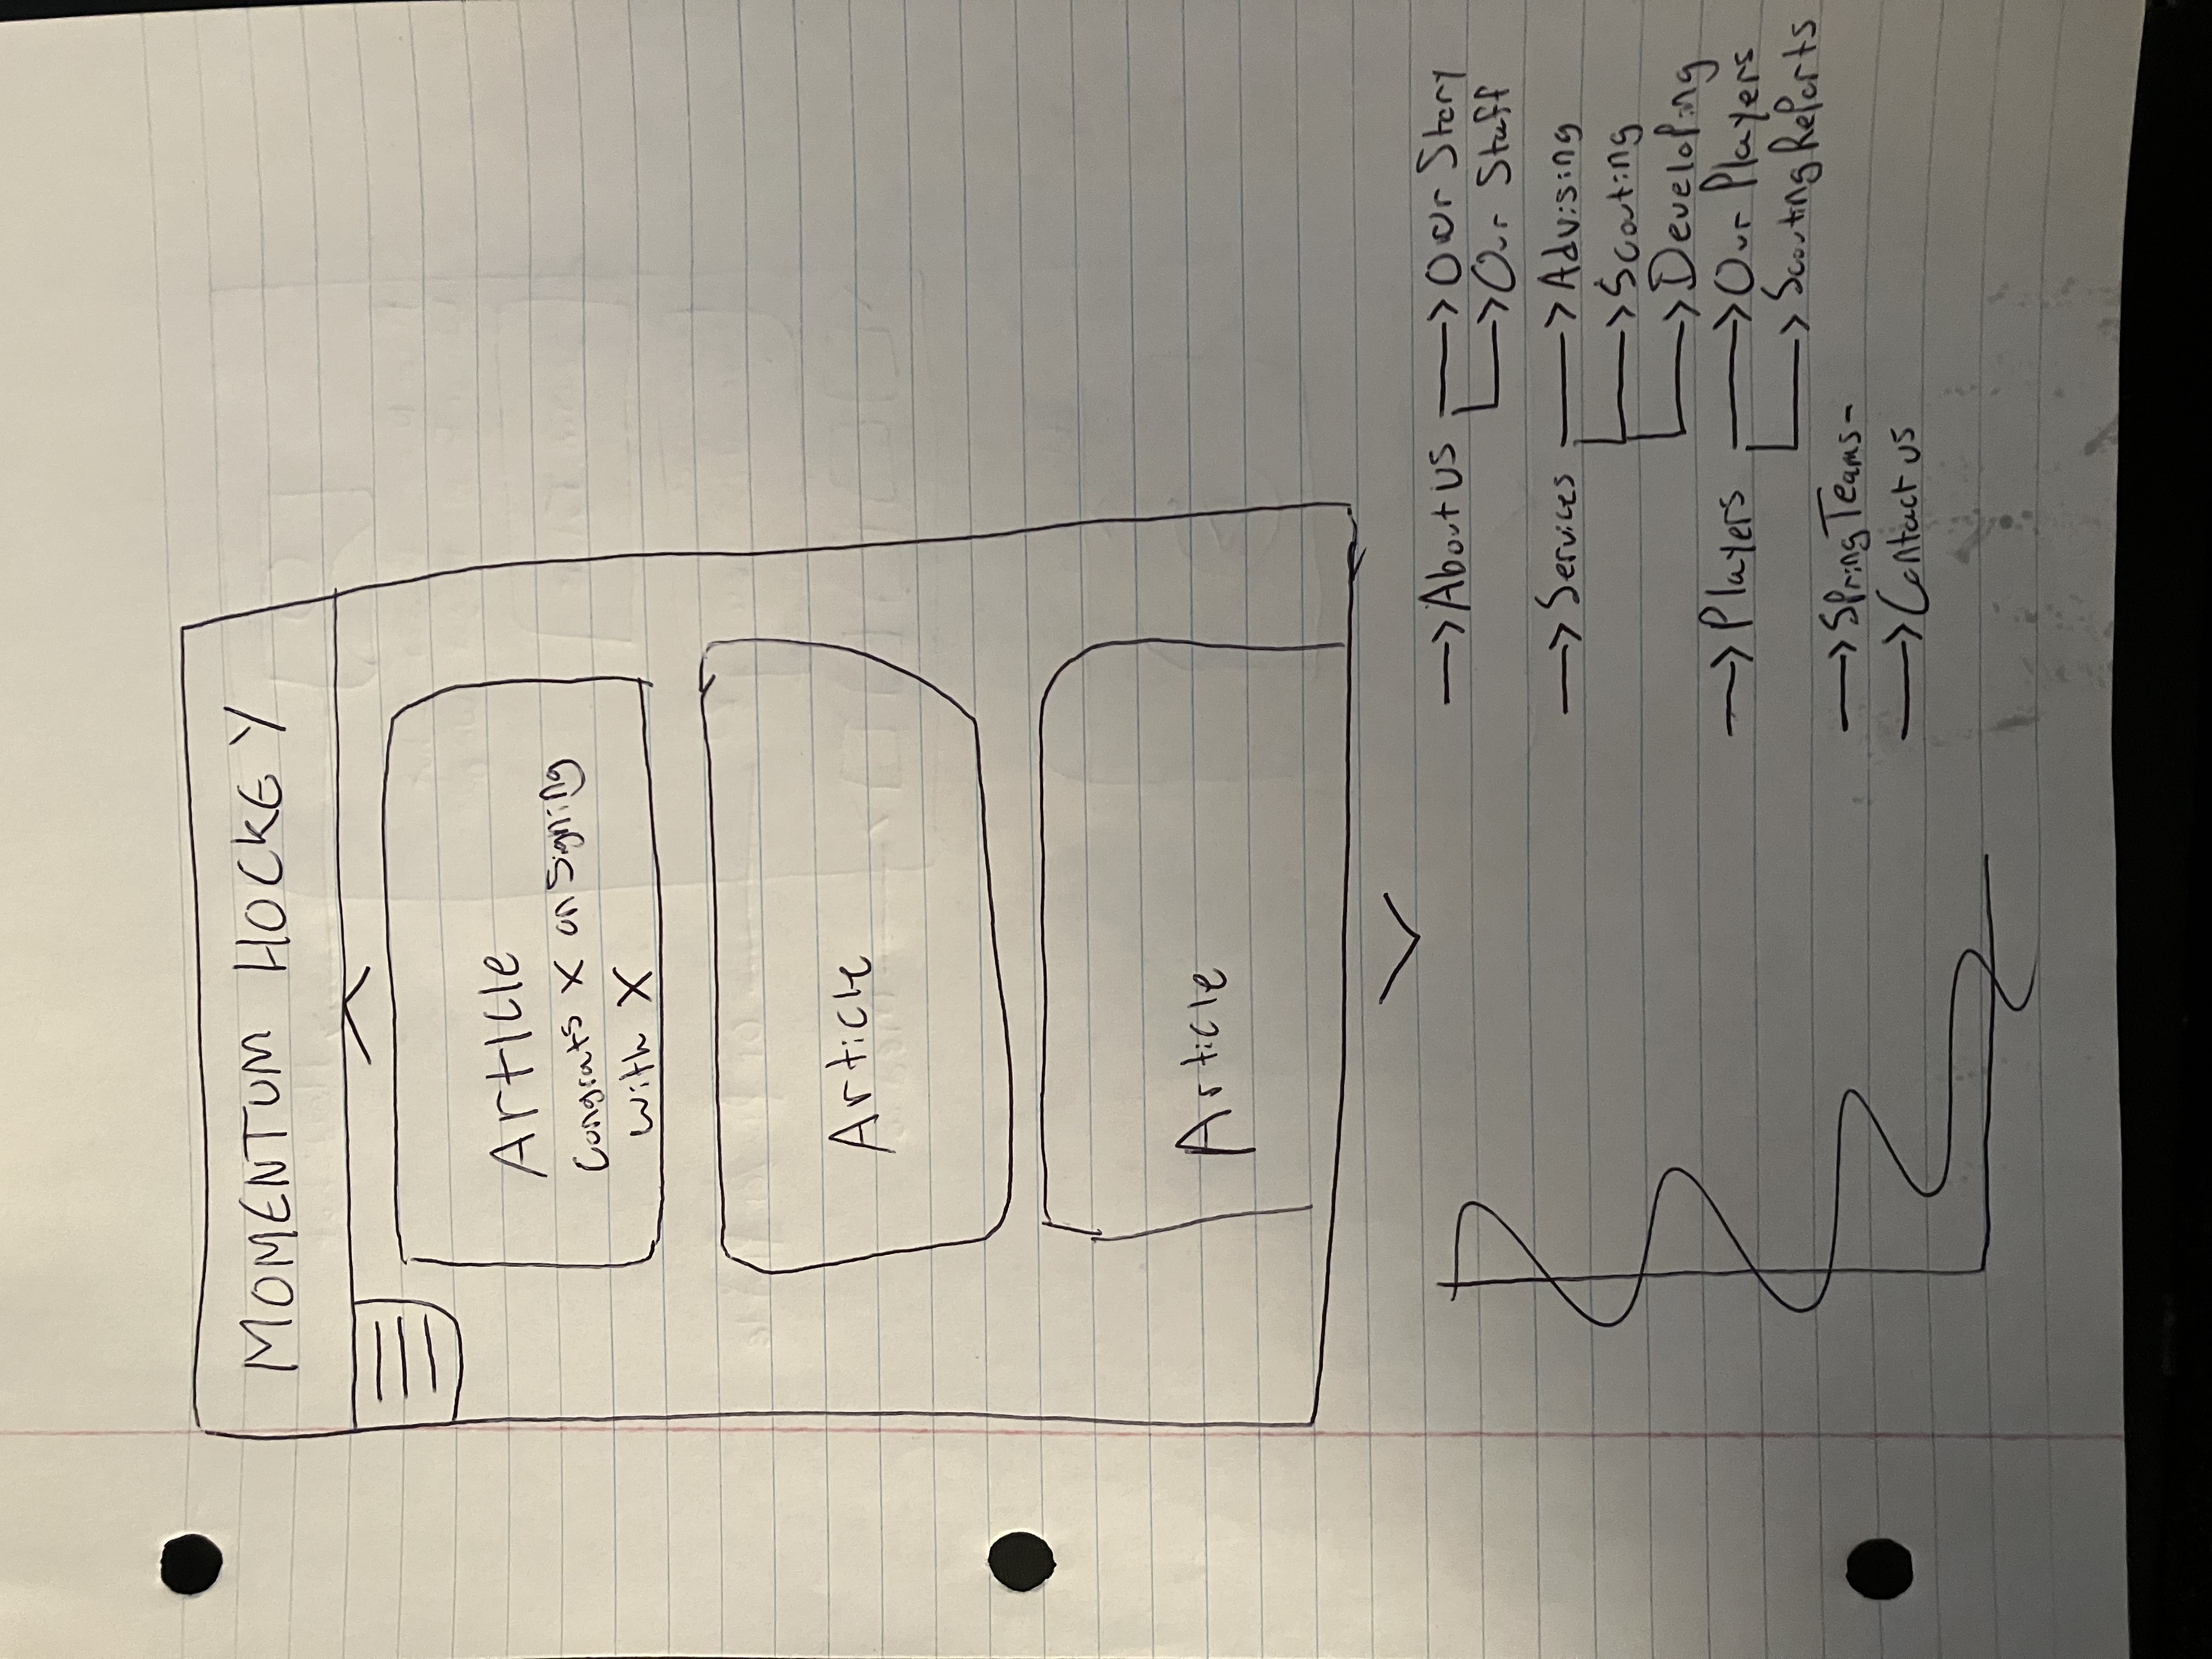 MOMENTUM HOCKEY
Article
Congrats X on Signing
with X
Article
Article
About us
Our Story
Our Staff
Services
Advising
Scouting
Developing
Players
Our Players
Scouting Reports
Spring Teams-
Contact us